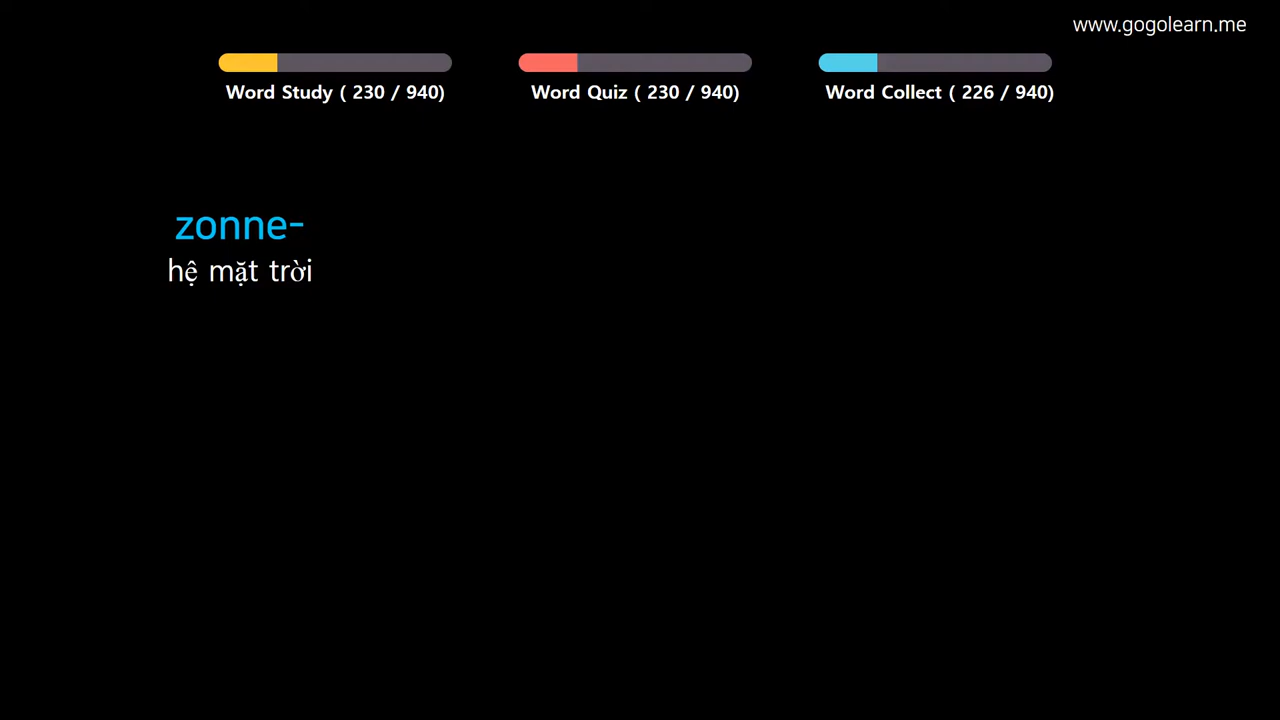 www.gogolearn.me
Word Study ( 230 / 940)
Word Quiz ( 230 / 940)
Word Collect ( 226 / 940)
zonne-
hệ mặt trời